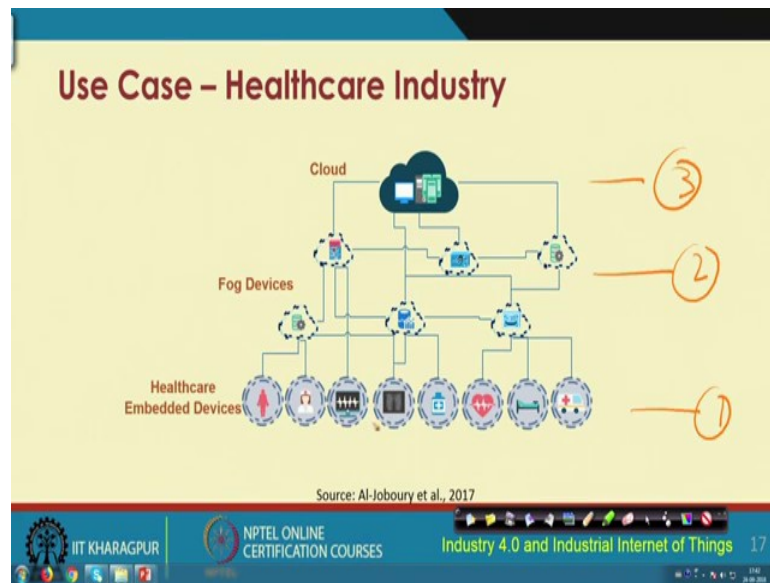 Use Case – Healthcare Industry
Cloud
3
Fog Devices
2
Healthcare
Embedded Devices
1
Source: Al-Joboury et al., 2017
IIT KHARAGPUR
NPTEL ONLINE
CERTIFICATION COURSES
Industry 4.0 and Industrial Internet of Things
17